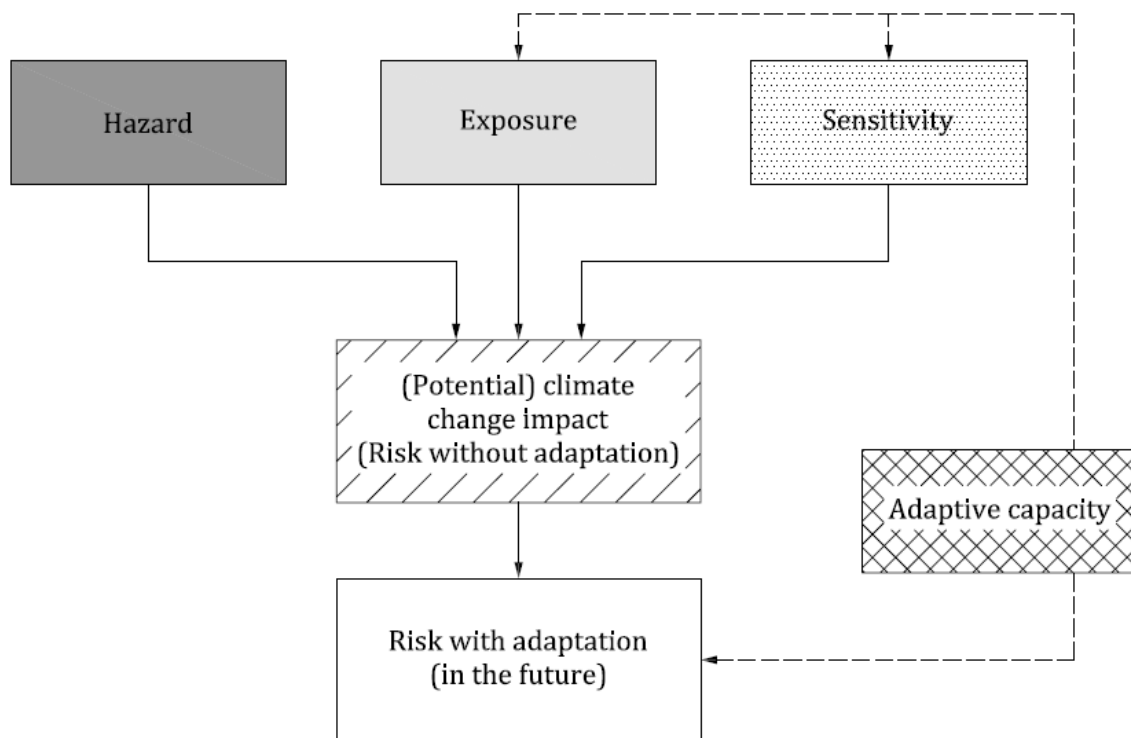 Hazard
Exposure
Sensitivity
(Potential) climate
change impact
(Risk without adaptation)
Adaptive capacity
Risk with adaptation
(in the future)